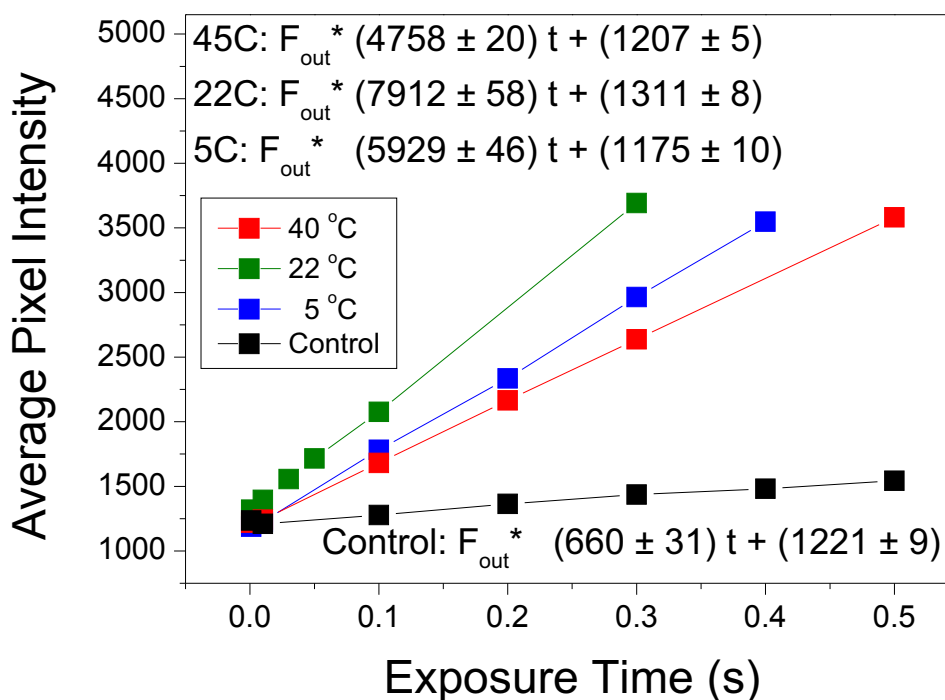 45C: F_out* (4758 ± 20) t + (1207 ± 5)
22C: F_out* (7912 ± 58) t + (1311 ± 8)
5C: F_out* (5929 ± 46) t + (1175 ± 10)
40 °C
22 °C
5 °C
Control
Control: F_out* (660 ± 31) t + (1221 ± 9)
Average Pixel Intensity
5000
4500
4000
3500
3000
2500
2000
1500
1000
0.0 0.1 0.2 0.3 0.4 0.5
Exposure Time (s)